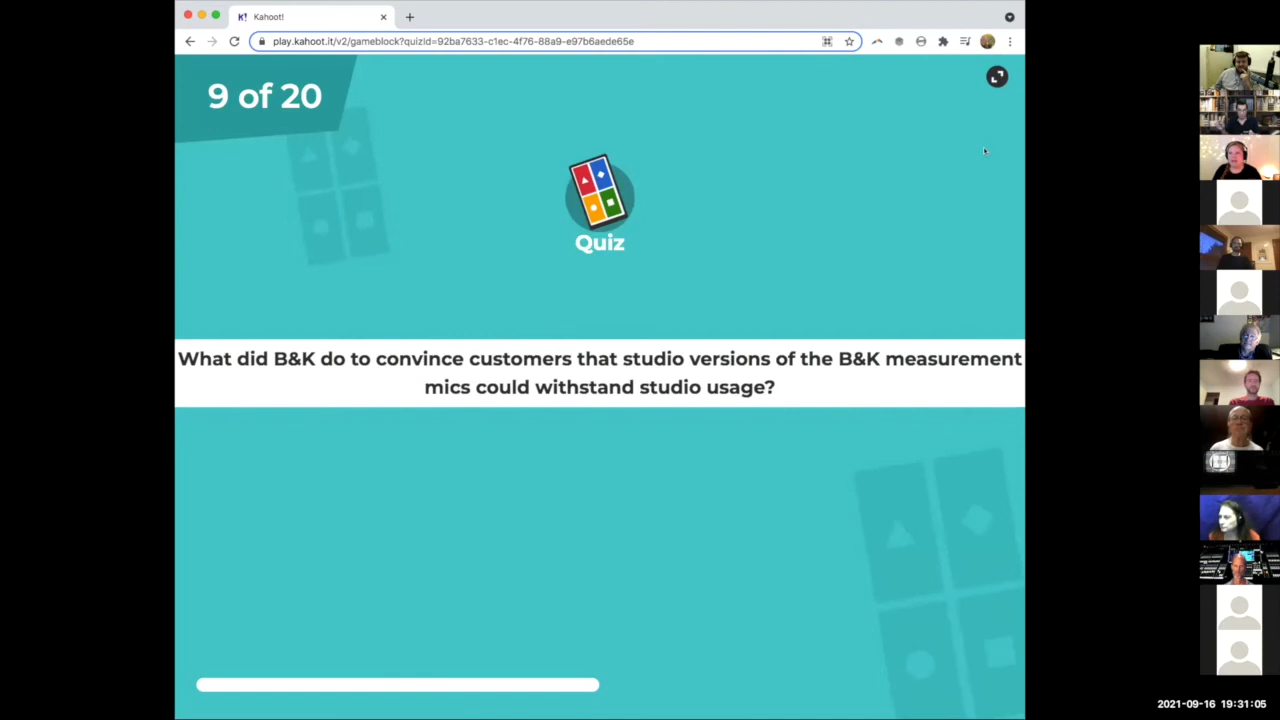 Kahoot!
play.kahoot.it/v2/gameblock?quizId=92ba7633-c1ec-4f76-88a9-e97b6aede65e
9 of 20
Quiz
What did B&K do to convince customers that studio versions of the B&K measurement
mics could withstand studio usage?
2021-09-16 19:31:05